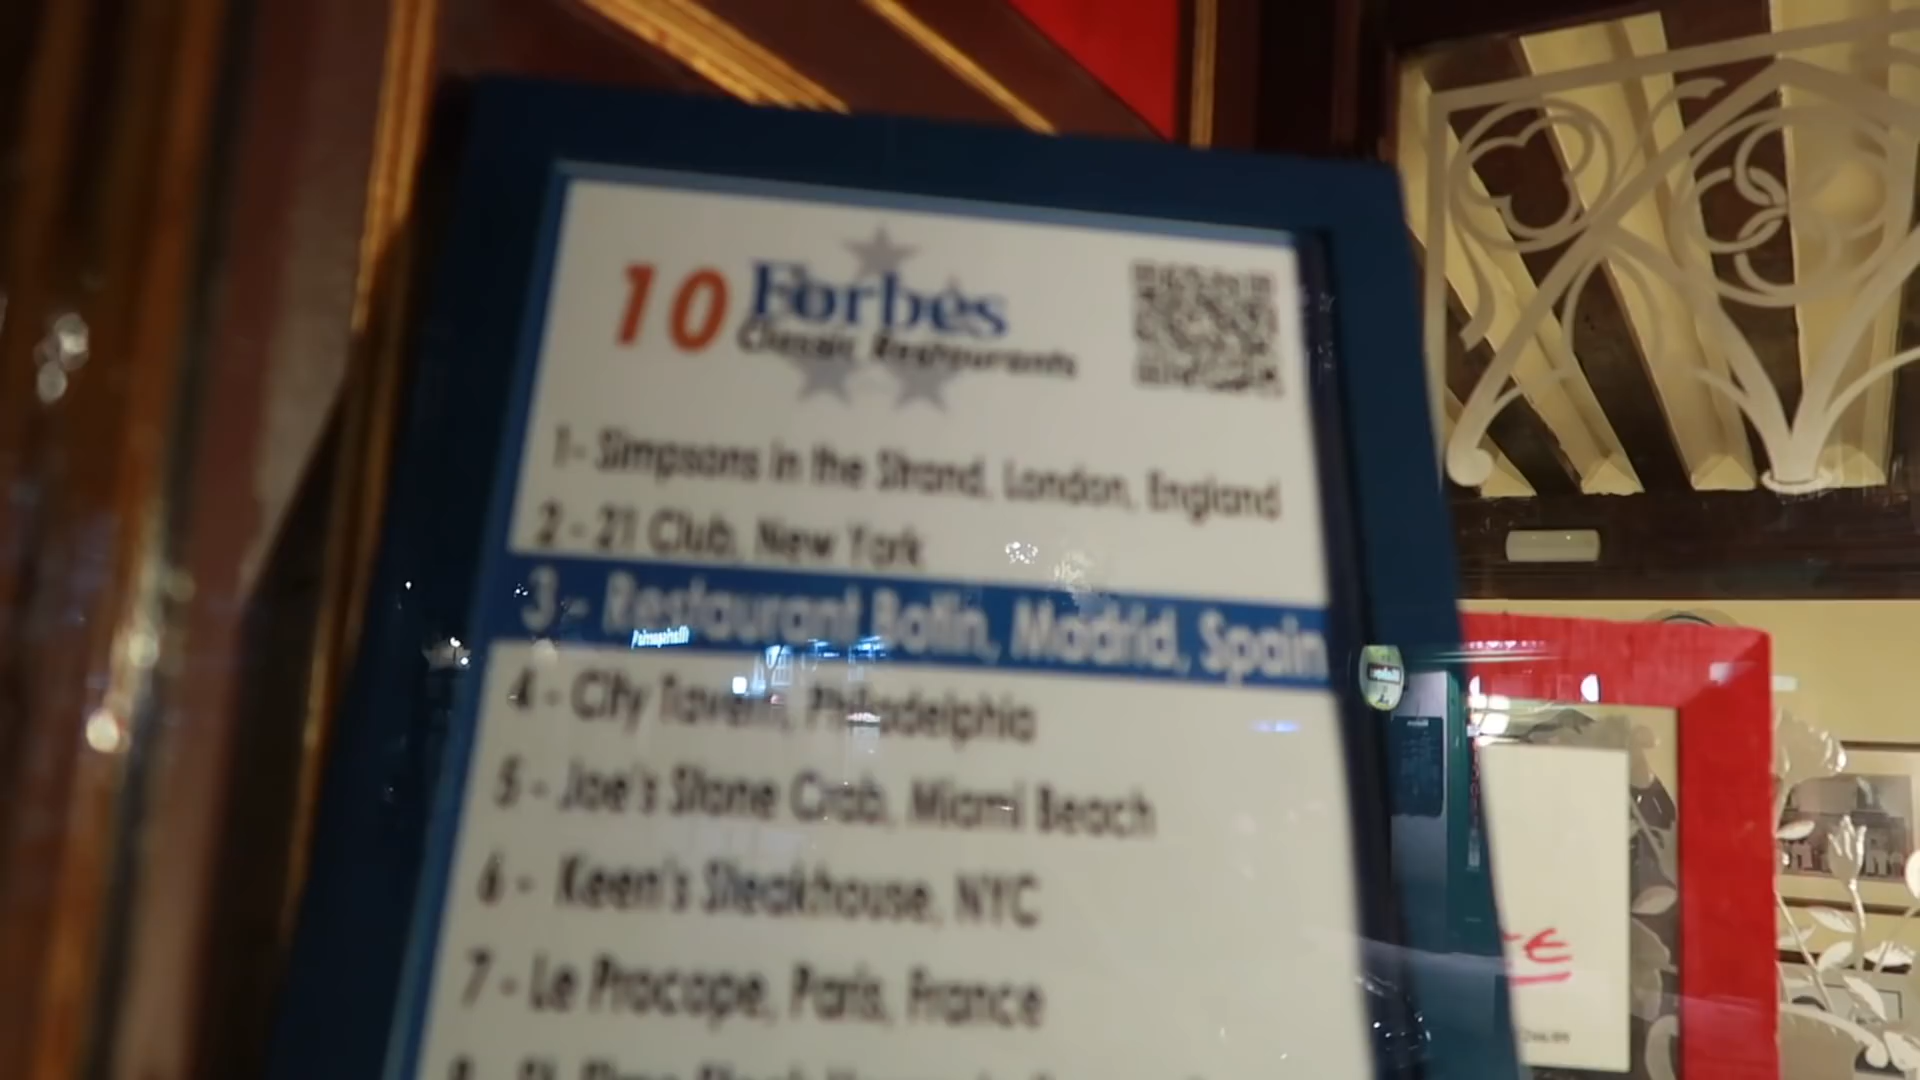 10 Forbes
Classic Restaurants
1- Simpsons in the Strand, London, England
2 - 21 Club, New York
3 - Restaurant Botín, Madrid, Spain
4 - City Tavern, Philadelphia
5 - Joe's Stone Crab, Miami Beach
6 - Keen's Steakhouse, NYC
7 - Le Procope, Paris, France